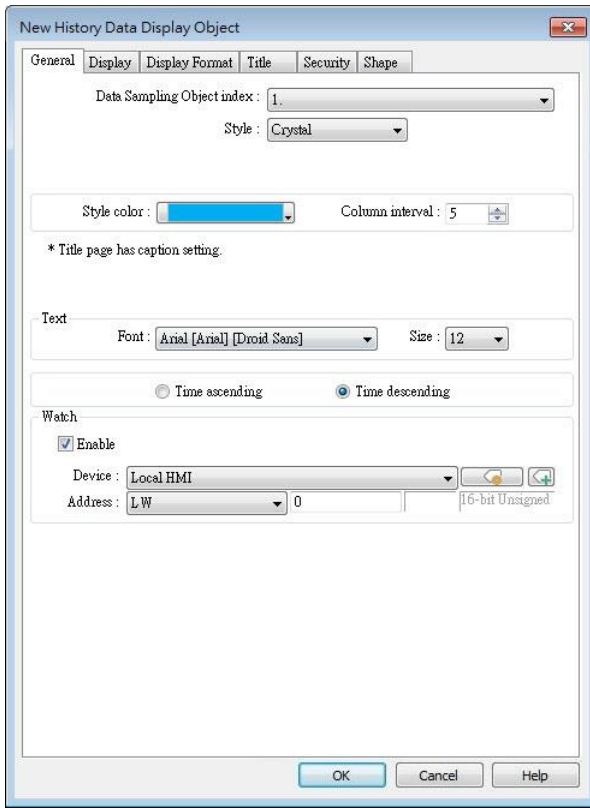 New History Data Display Object
General Display Display Format Title Security Shape
Data Sampling Object index : 1.
Style : Crystal
Style color : Column interval : 5
* Title page has caption setting.
Text
Font : Arial [Arial] [Droid Sans] Size : 12
Time ascending Time descending
Watch
Enable
Device : Local HMI
Address : LW 0 16-bit Unsigned
OK Cancel Help